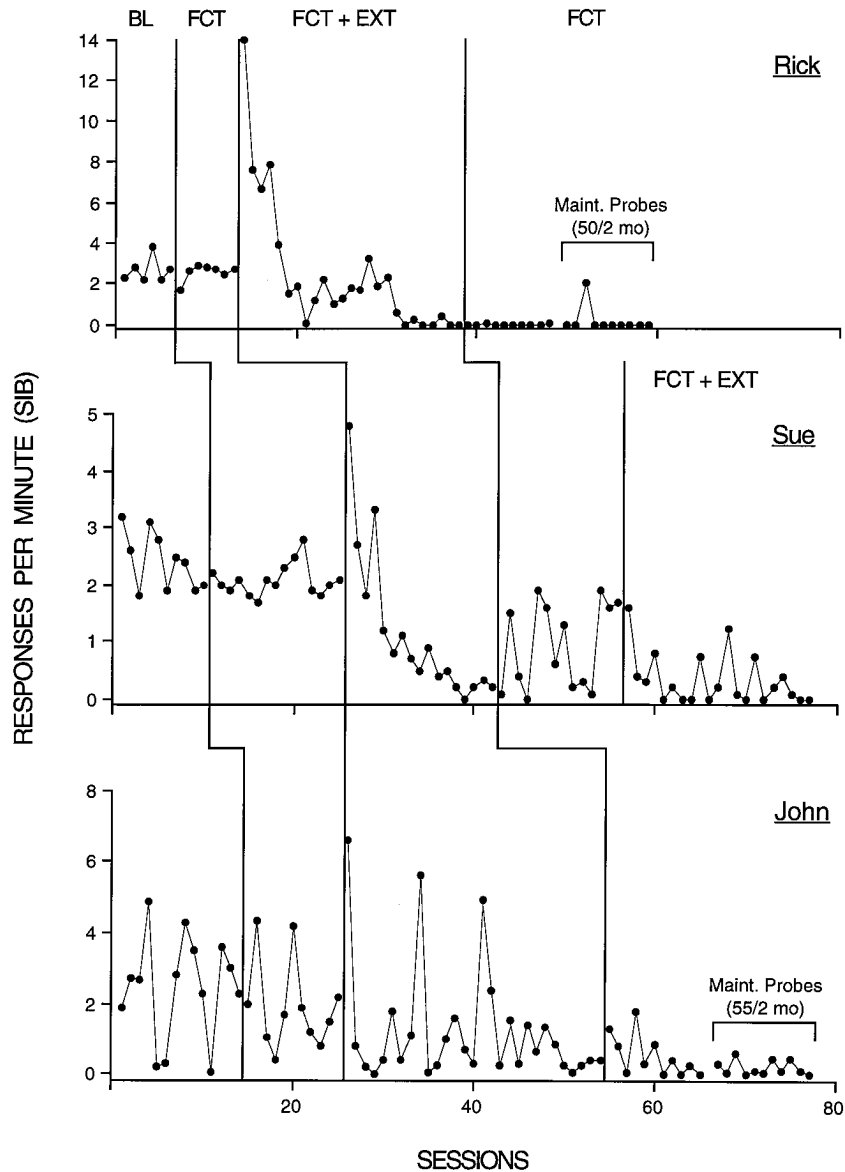 BL FCT FCT + EXT FCT
Rick
14
12
10
8
6
4
2
0
Maint. Probes
(50/2 mo)
RESPONSES PER MINUTE (SIB)
FCT + EXT
Sue
5
4
3
2
1
0
John
8
6
4
2
0
Maint. Probes
(55/2 mo)
20 40 60 80
SESSIONS